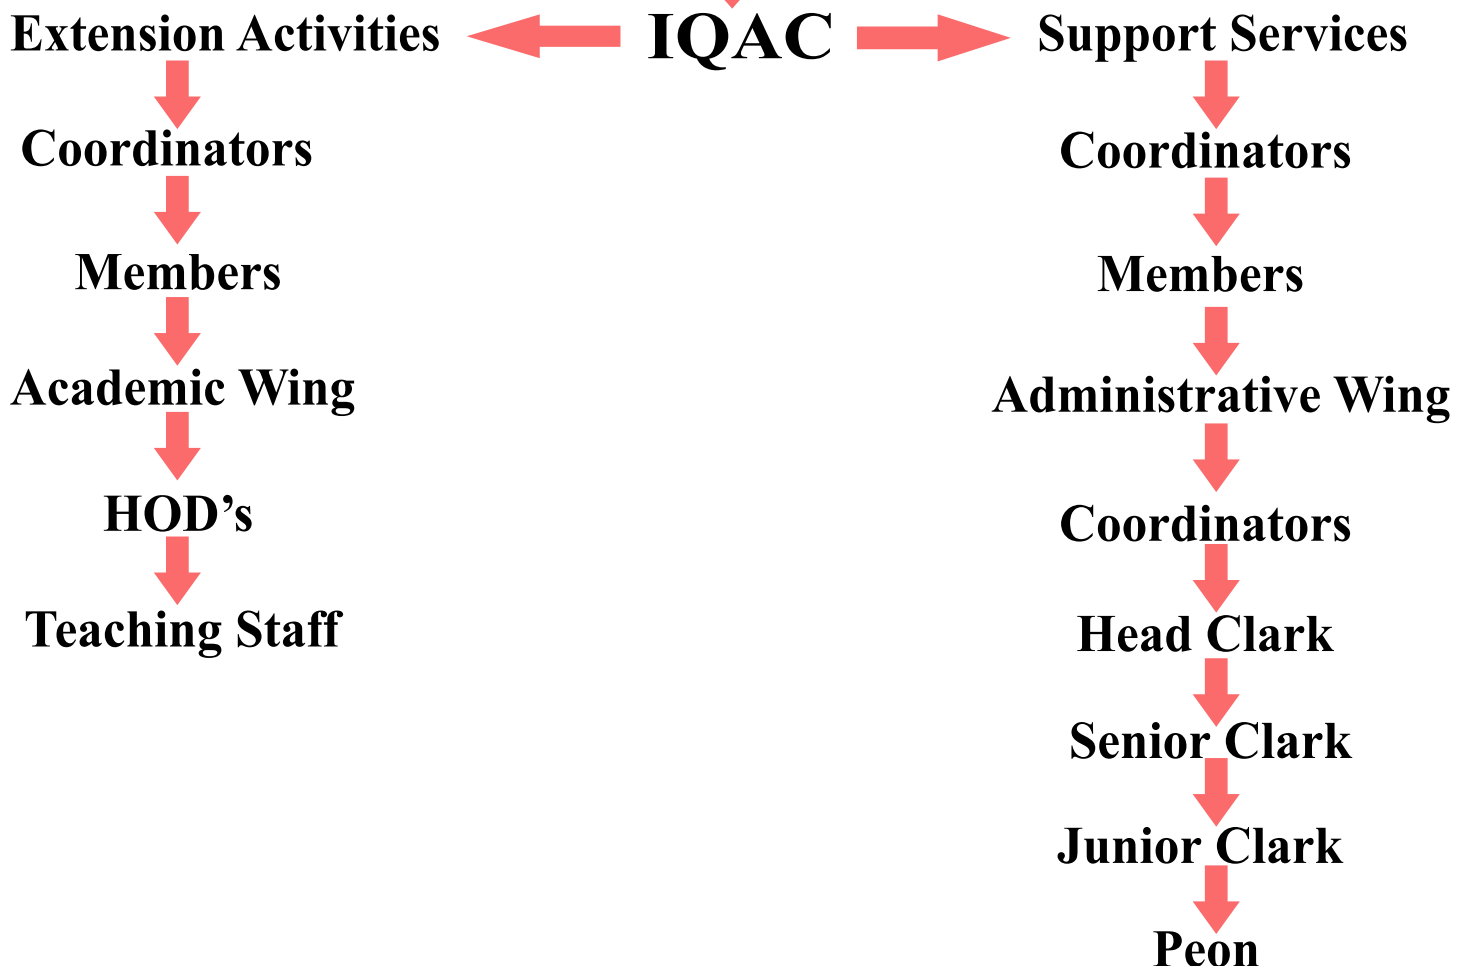 Extension Activities
IQAC
Support Services
Coordinators
Members
Academic Wing
HOD’s
Teaching Staff
Coordinators
Members
Administrative Wing
Coordinators
Head Clark
Senior Clark
Junior Clark
Peon